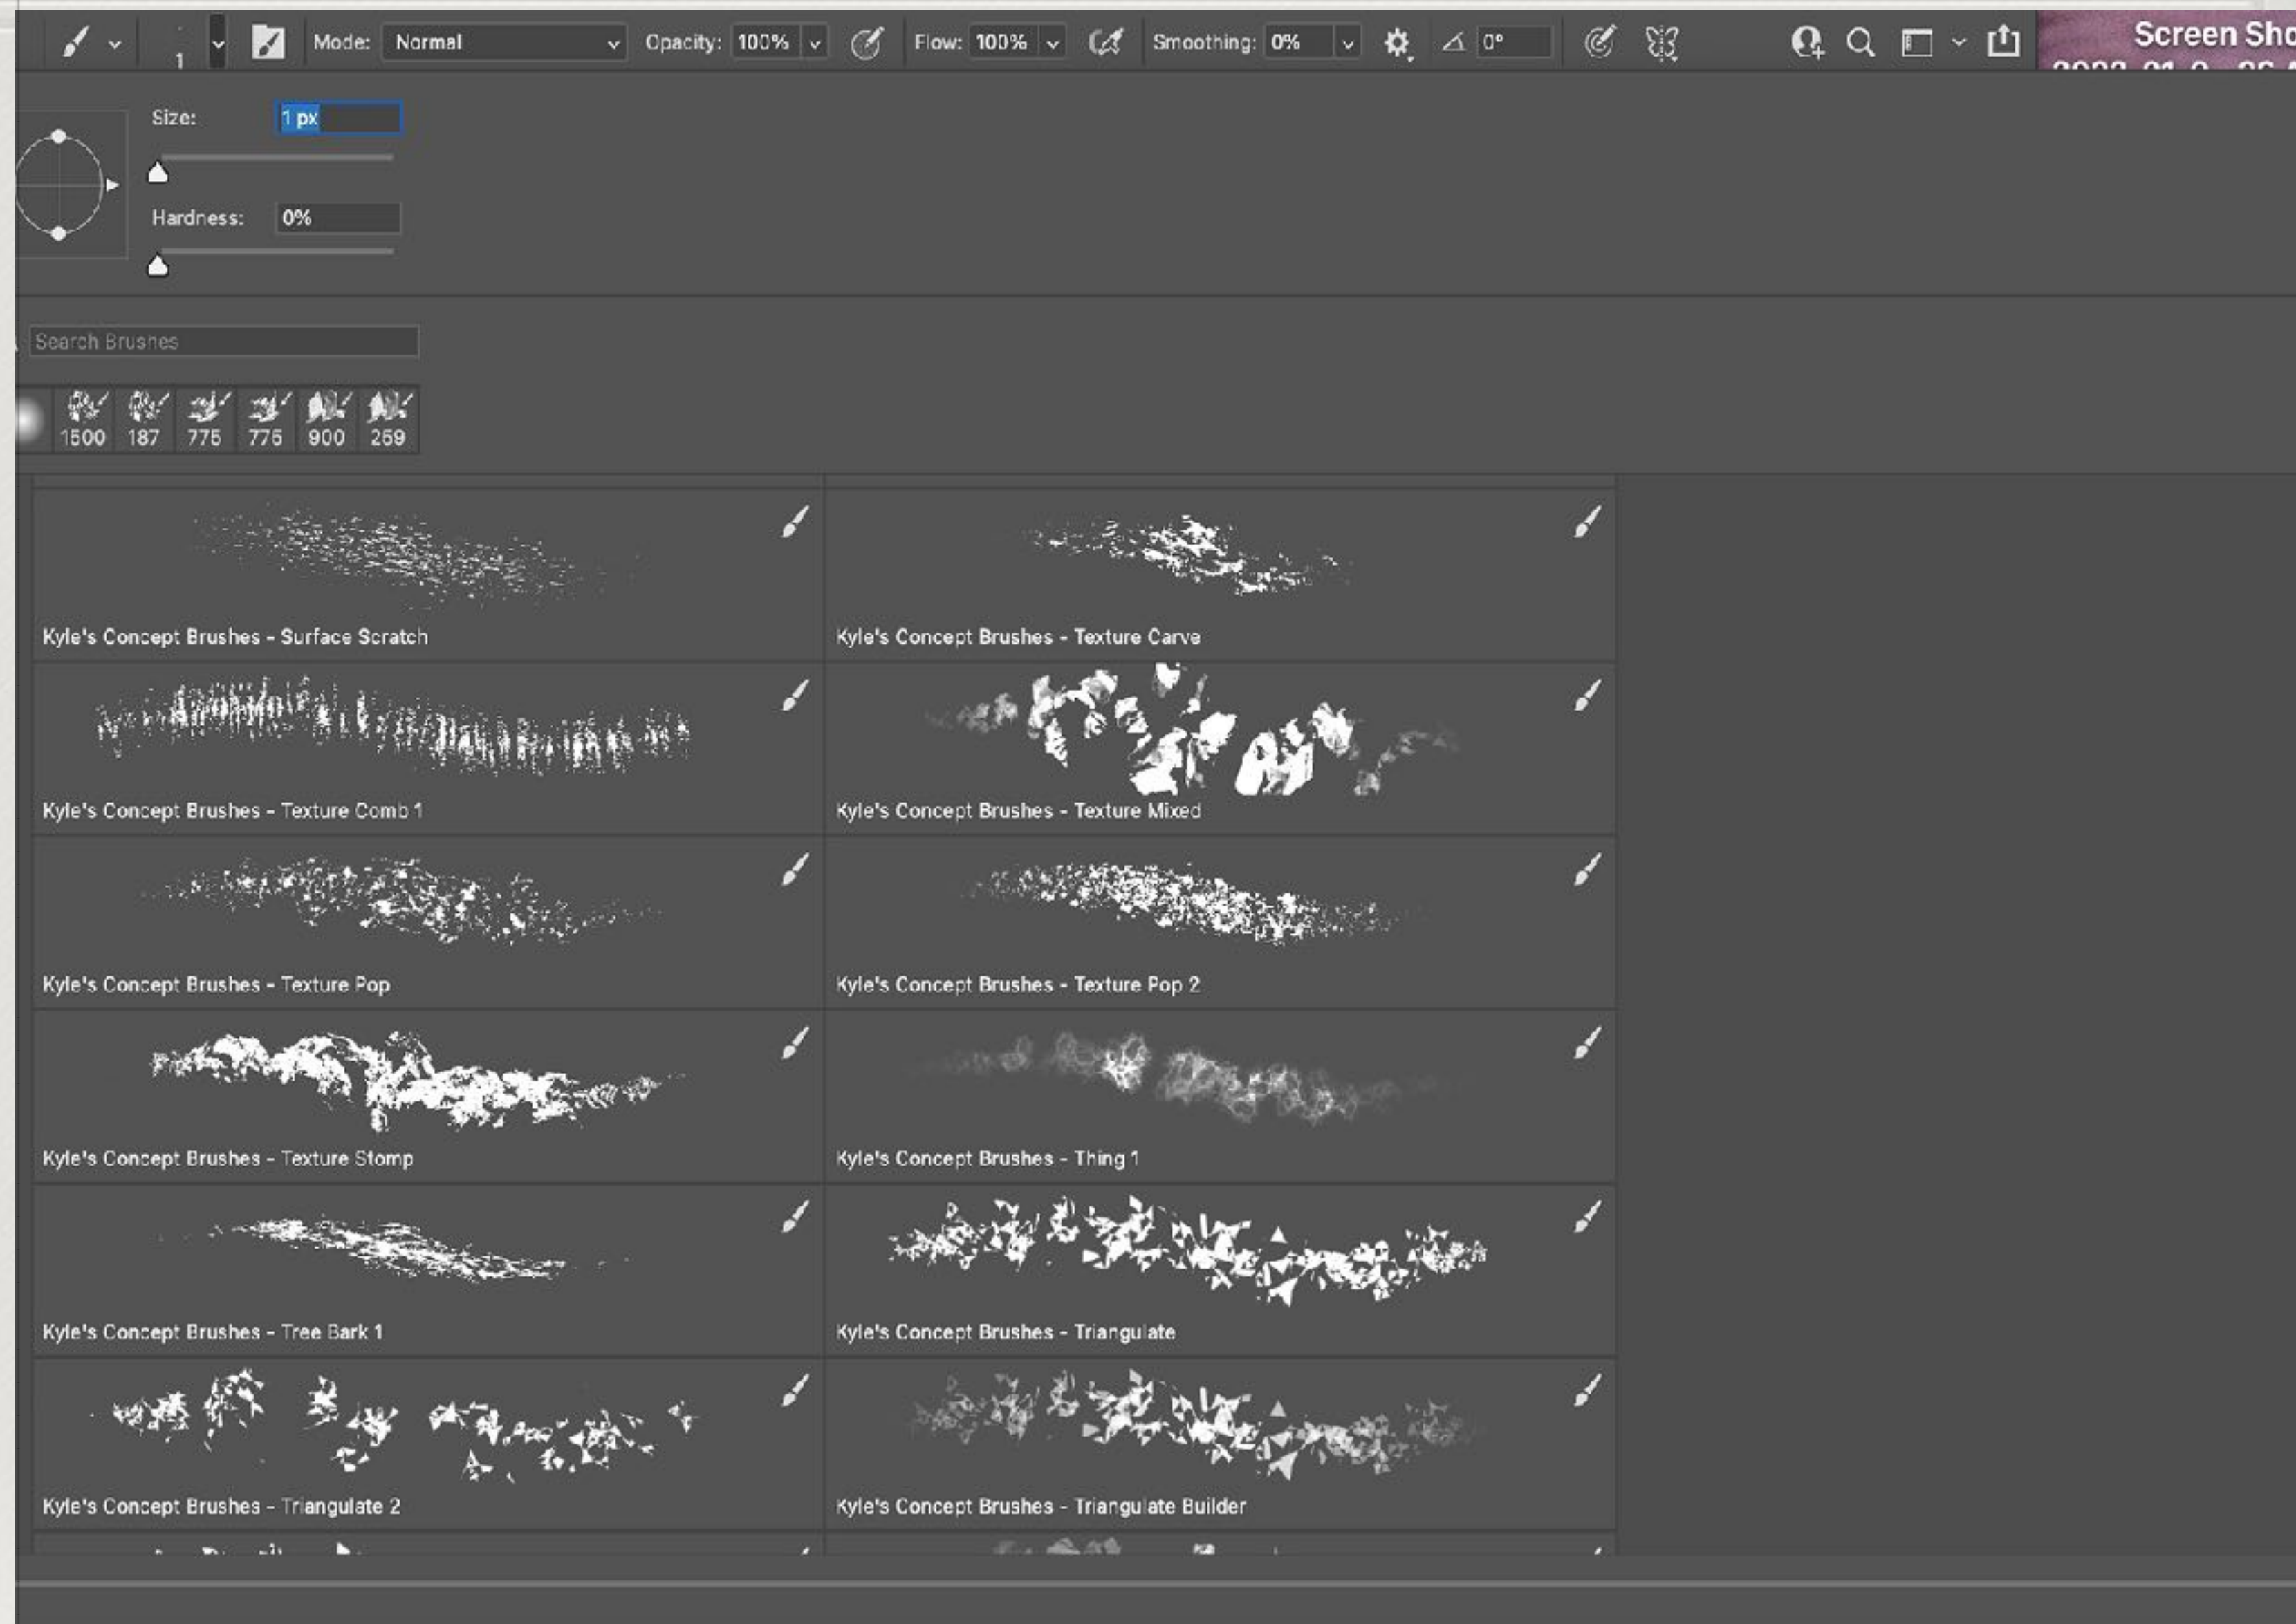 1 Mode: Normal Opacity: 100% Flow: 100% Smoothing: 0% 0°
Screen Sho
Size: 1 px
Hardness: 0%
Search Brushes
1500 187 775 775 900 259
Kyle's Concept Brushes - Surface Scratch
Kyle's Concept Brushes - Texture Carve
Kyle's Concept Brushes - Texture Comb 1
Kyle's Concept Brushes - Texture Mixed
Kyle's Concept Brushes - Texture Pop
Kyle's Concept Brushes - Texture Pop 2
Kyle's Concept Brushes - Texture Stomp
Kyle's Concept Brushes - Thing 1
Kyle's Concept Brushes - Tree Bark 1
Kyle's Concept Brushes - Triangulate
Kyle's Concept Brushes - Triangulate 2
Kyle's Concept Brushes - Triangulate Builder